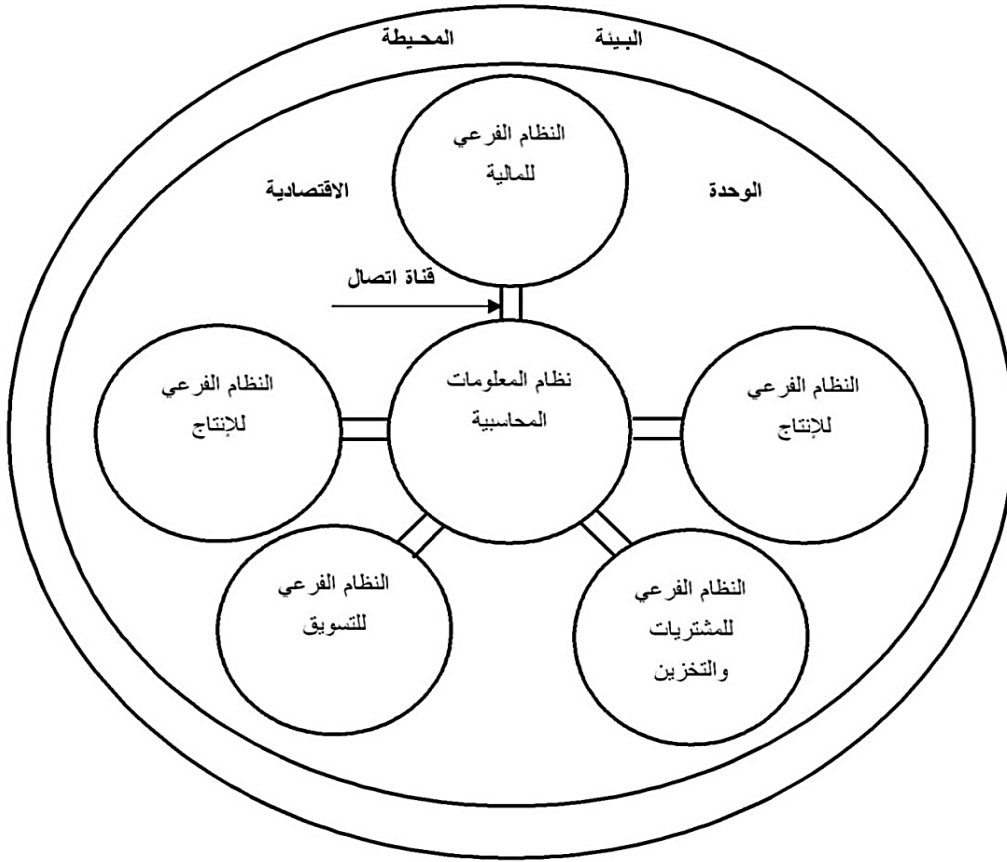 البيئة المحيطة
النظام الفرعي
للمالية
الوحدة الاقتصادية
قناة اتصال
النظام الفرعي
للإنتاج
نظام المعلومات
المحاسبية
النظام الفرعي
للإنتاج
النظام الفرعي
للمشتريات
والتخزين
النظام الفرعي
للتسويق